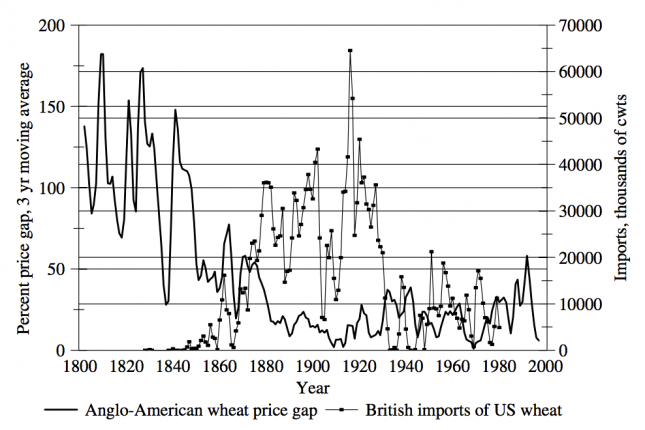 200
150
100
50
0
Percent price gap, 3 yr moving average
70000
60000
50000
40000
30000
20000
10000
0
Imports, thousands of cwts
1800 1820 1840 1860 1880 1900 1920 1940 1960 1980 2000
Year
Anglo-American wheat price gap
British imports of US wheat